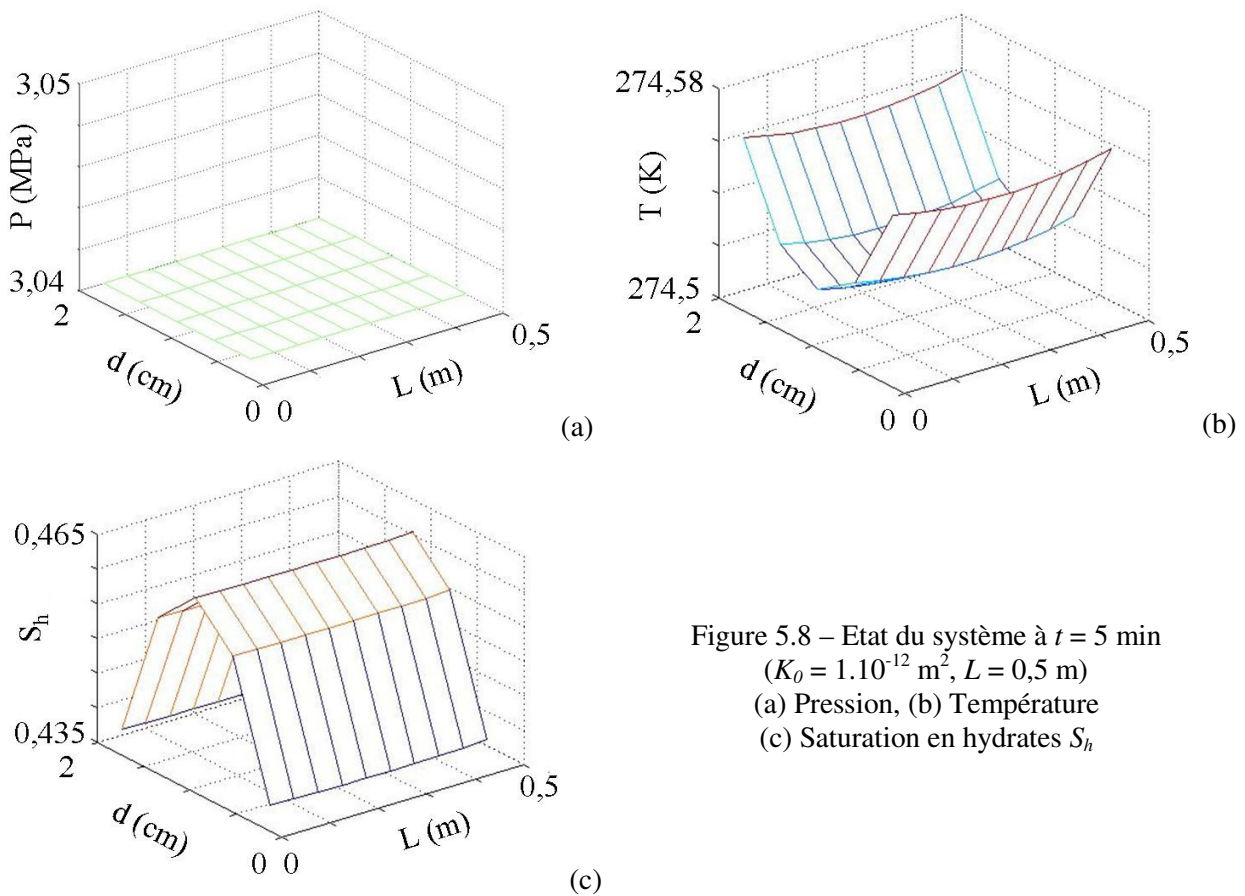 3,05
P (MPa)
3,04
2
d (cm)
0 0
L (m)
0,5
(a)
274,58
T (K)
274,5
2
d (cm)
0 0
L (m)
0,5
(b)
0,465
S_h
0,435
2
d (cm)
0 0
L (m)
0,5
(c)
Figure 5.8 – Etat du système à t = 5 min
(K₀ = 1.10⁻¹² m², L = 0,5 m)
(a) Pression, (b) Température
(c) Saturation en hydrates S_h